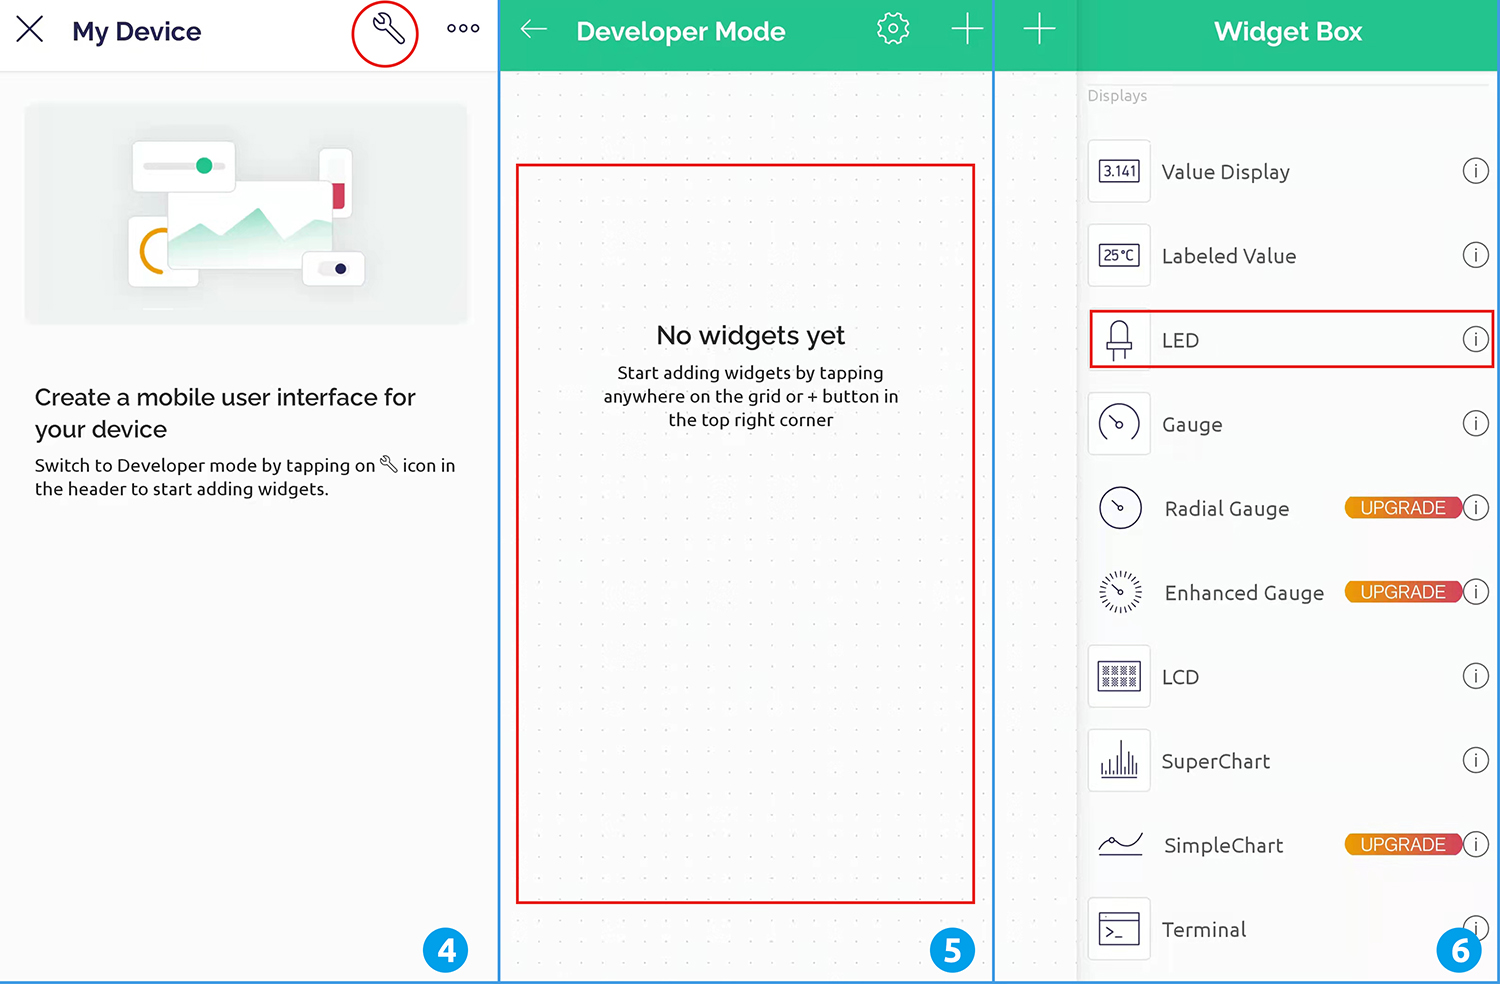 My Device
Create a mobile user interface for
your device
Switch to Developer mode by tapping on icon in
the header to start adding widgets.
4
Developer Mode
No widgets yet
Start adding widgets by tapping
anywhere on the grid or + button in
the top right corner
5
Widget Box
Displays
3.141 Value Display
25°C Labeled Value
LED
Gauge
Radial Gauge UPGRADE
Enhanced Gauge UPGRADE
LCD
SuperChart
SimpleChart UPGRADE
Terminal
6